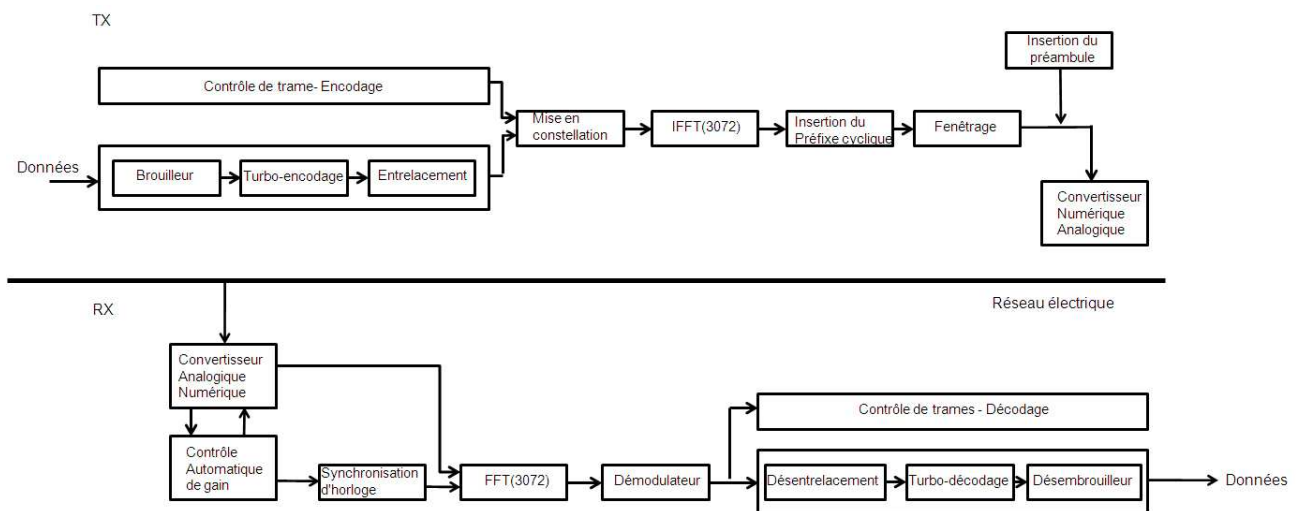 TX
Insertion du
préambule
Contrôle de trame- Encodage
Mise en
constellation
IFFT(3072)
Insertion du
Préfixe cyclique
Fenêtrage
Données
Brouilleur
Turbo-encodage
Entrelacement
Convertisseur
Numérique
Analogique
RX
Réseau électrique
Convertisseur
Analogique
Numérique
Contrôle de trames - Décodage
Contrôle
Automatique
de gain
Synchronisation
d'horloge
FFT(3072)
Démodulateur
Désentrelacement
Turbo-décodage
Désembrouilleur
Données